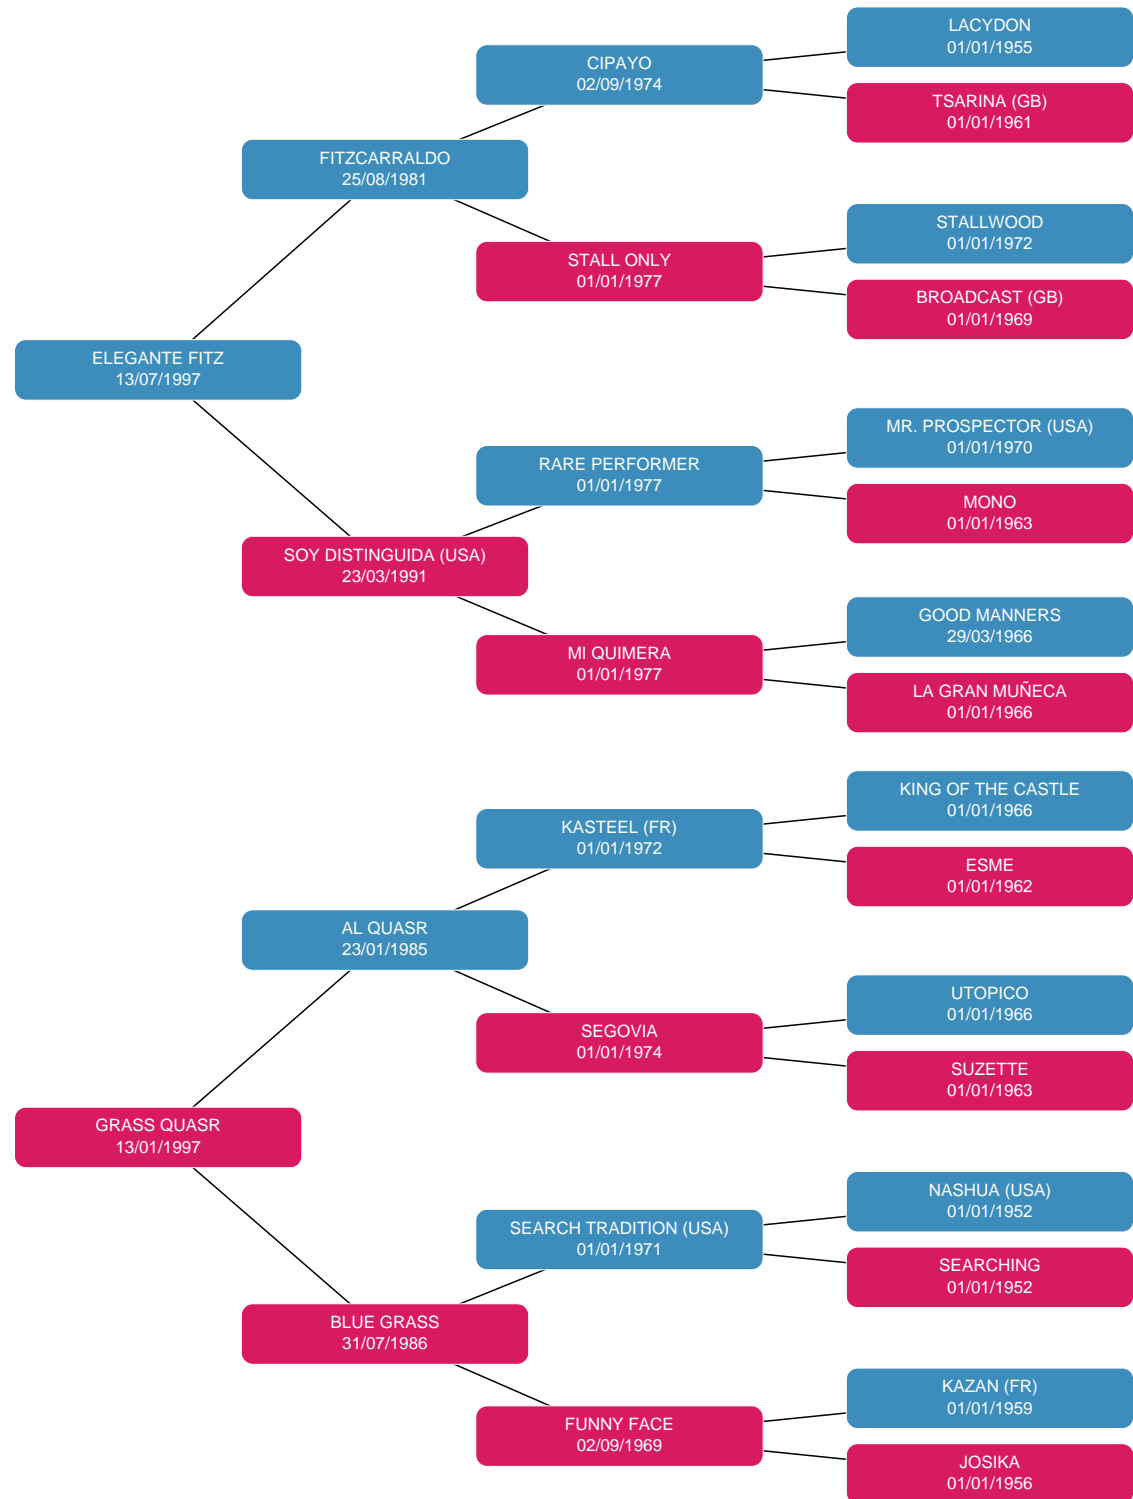 LACYDON
01/01/1955
CIPAYO
02/09/1974
TSARINA (GB)
01/01/1961
FITZCARRALDO
25/08/1981
STALLWOOD
01/01/1972
STALL ONLY
01/01/1977
BROADCAST (GB)
01/01/1969
ELEGANTE FITZ
13/07/1997
MR. PROSPECTOR (USA)
01/01/1970
RARE PERFORMER
01/01/1977
MONO
01/01/1963
SOY DISTINGUIDA (USA)
23/03/1991
GOOD MANNERS
29/03/1966
MI QUIMERA
01/01/1977
LA GRAN MUÑECA
01/01/1966
KING OF THE CASTLE
01/01/1966
KASTEEL (FR)
01/01/1972
ESME
01/01/1962
AL QUASR
23/01/1985
UTOPICO
01/01/1966
SEGOVIA
01/01/1974
SUZETTE
01/01/1963
GRASS QUASR
13/01/1997
NASHUA (USA)
01/01/1952
SEARCH TRADITION (USA)
01/01/1971
SEARCHING
01/01/1952
BLUE GRASS
31/07/1986
KAZAN (FR)
01/01/1959
FUNNY FACE
02/09/1969
JOSIKA
01/01/1956